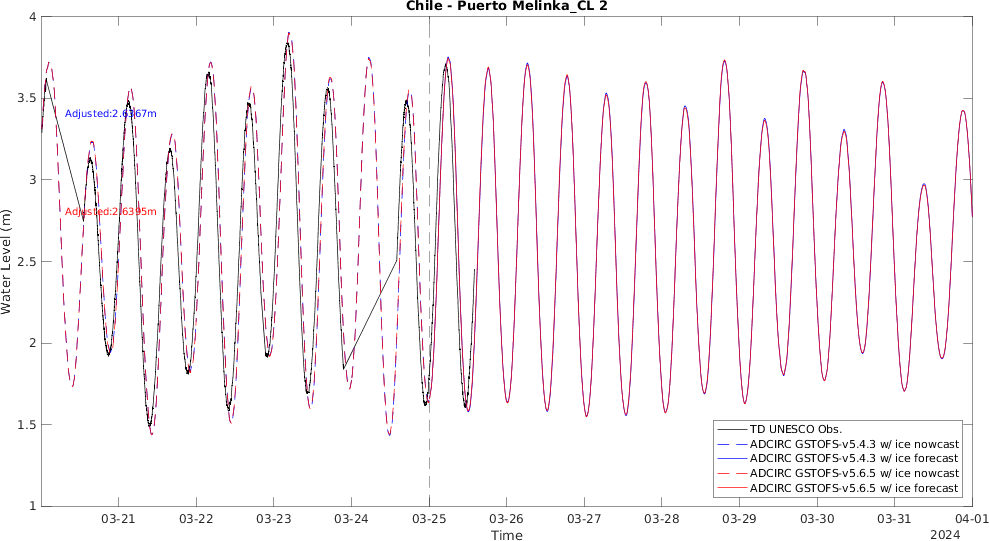 Chile - Puerto Melinka_CL 2
Water Level (m)
4
3.5
3
2.5
2
1.5
1
Adjusted:2.6367m
Adjusted:2.6395m
TD UNESCO Obs.
ADCIRC GSTOFS-v5.4.3 w/ ice nowcast
ADCIRC GSTOFS-v5.4.3 w/ ice forecast
ADCIRC GSTOFS-v5.6.5 w/ ice nowcast
ADCIRC GSTOFS-v5.6.5 w/ ice forecast
03-21 03-22 03-23 03-24 03-25 03-26 03-27 03-28 03-29 03-30 03-31 04-01
Time
2024